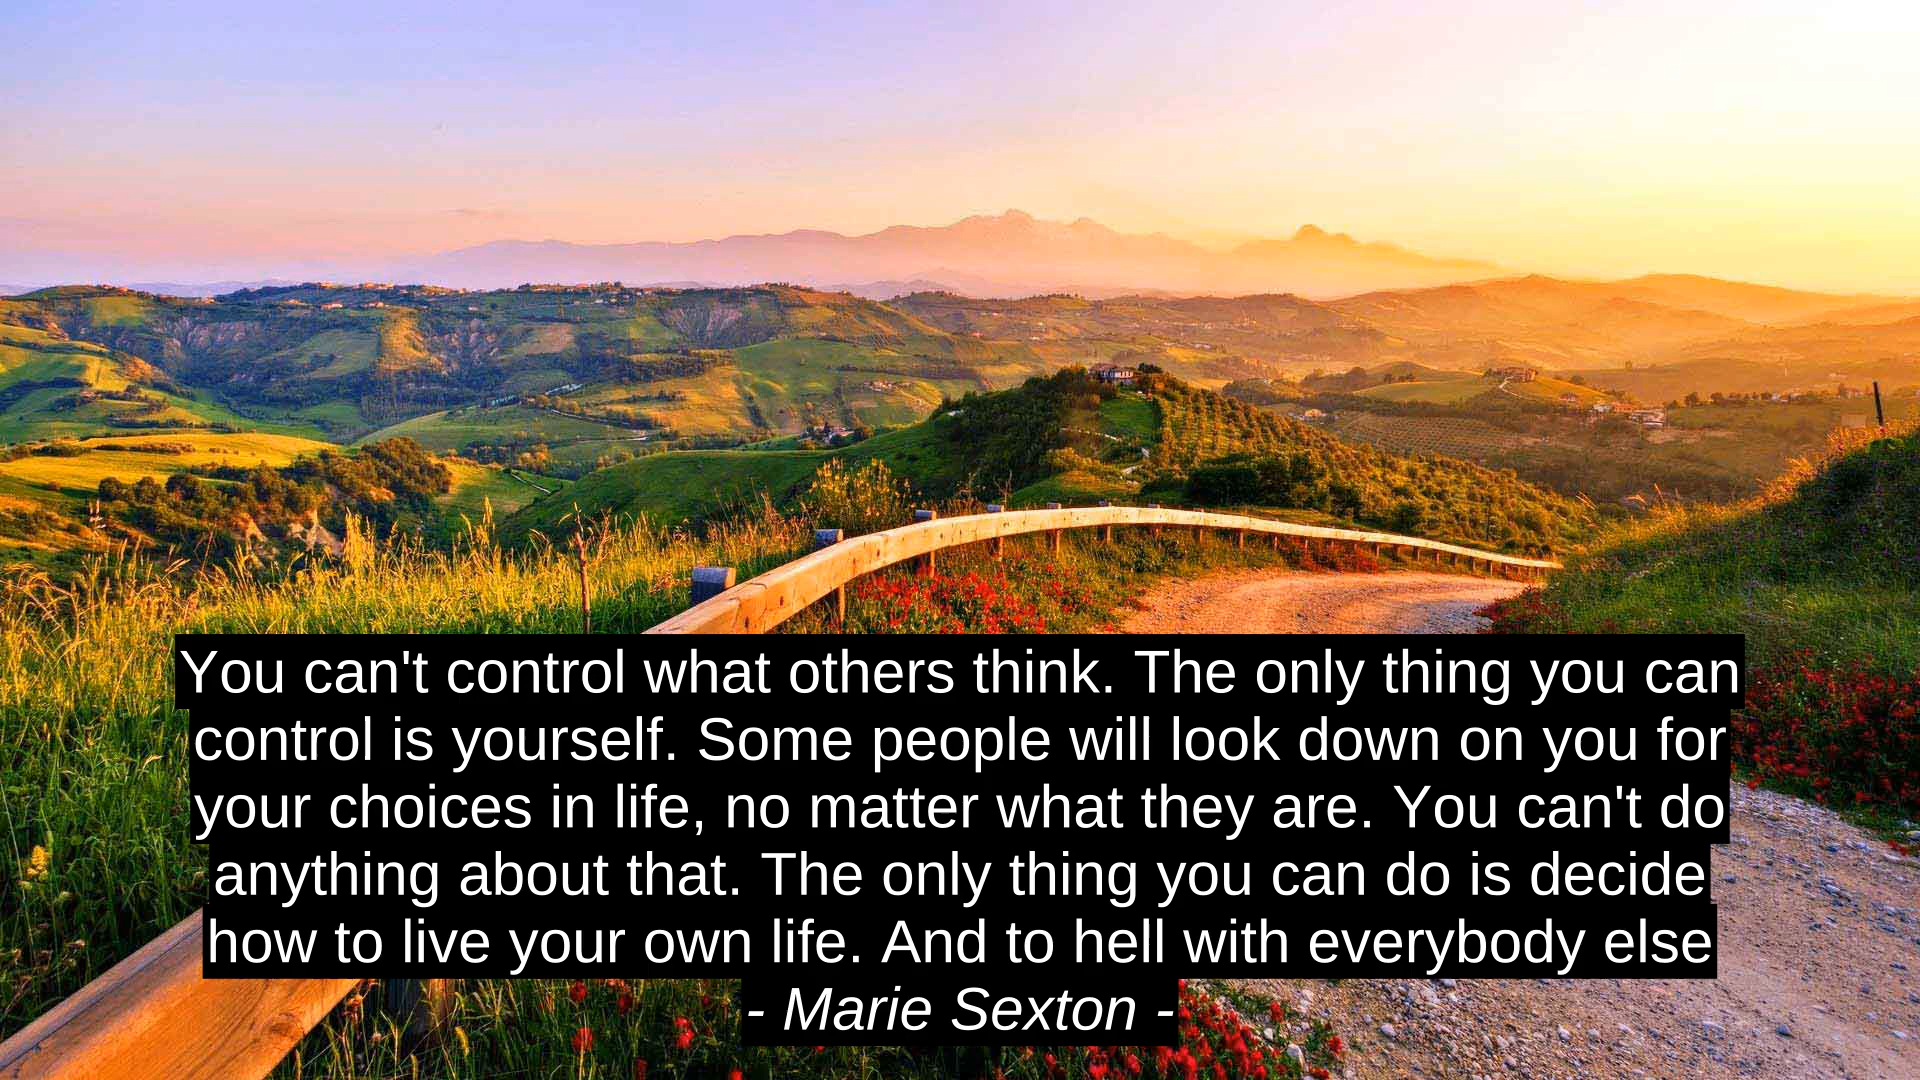 You can't control what others think. The only thing you can
control is yourself. Some people will look down on you for
your choices in life, no matter what they are. You can't do
anything about that. The only thing you can do is decide
how to live your own life. And to hell with everybody else
- Marie Sexton -